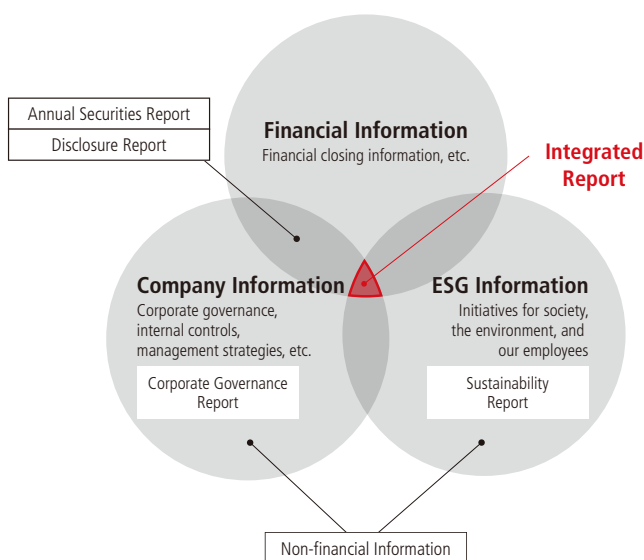 Annual Securities Report
Disclosure Report
Financial Information
Financial closing information, etc.
Integrated
Report
Company Information
Corporate governance,
internal controls,
management strategies, etc.
Corporate Governance
Report
ESG Information
Initiatives for society,
the environment, and
our employees
Sustainability
Report
Non-financial Information